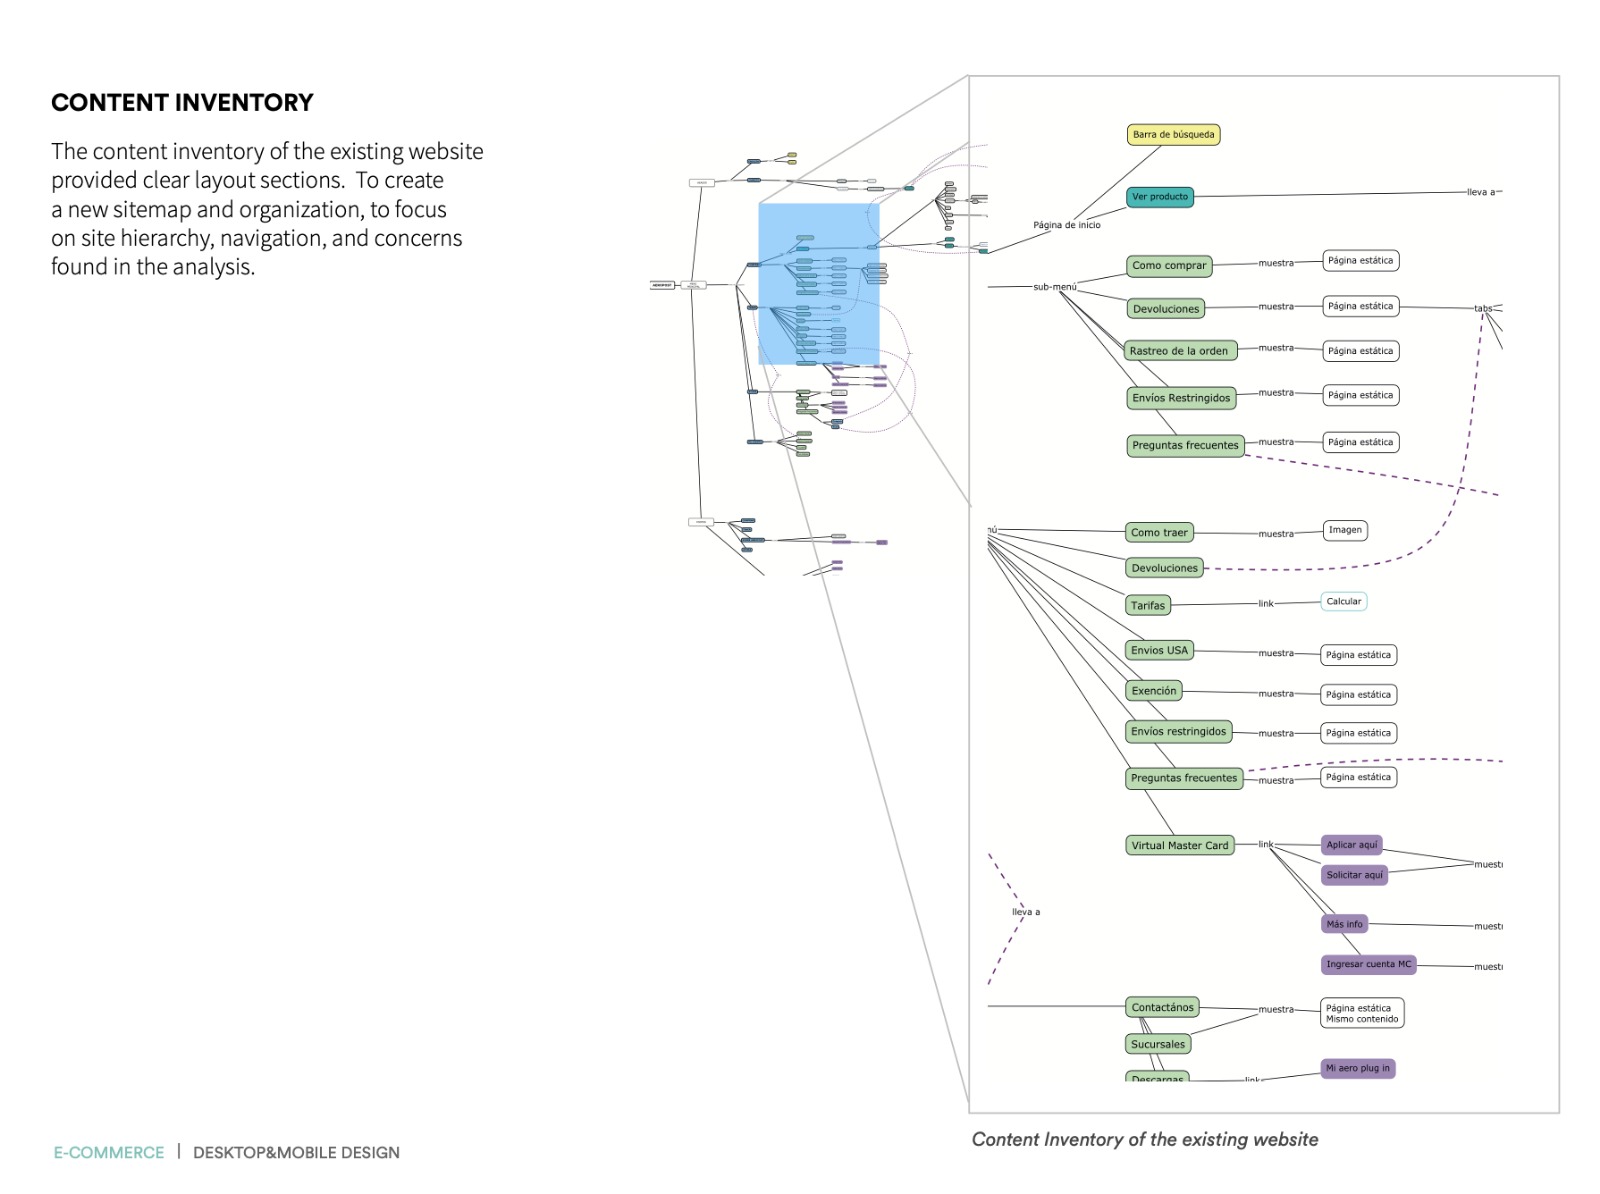 CONTENT INVENTORY
The content inventory of the existing website
provided clear layout sections.  To create
a new sitemap and organization, to focus
on site hierarchy, navigation, and concerns
found in the analysis.
AEROPOST
Barra de búsqueda
Ver producto
lleva a
Página de inicio
Como comprar
muestra
Página estática
sub-menú
Devoluciones
muestra
Página estática
tabs
Rastreo de la orden
muestra
Página estática
Envíos Restringidos
muestra
Página estática
Preguntas frecuentes
muestra
Página estática
nú
Como traer
muestra
Imagen
Devoluciones
Tarifas
link
Calcular
Envios USA
muestra
Página estática
Exención
muestra
Página estática
Envíos restringidos
muestra
Página estática
Preguntas frecuentes
muestra
Página estática
Virtual Master Card
link
Aplicar aquí
Solicitar aquí
muest
lleva a
Más info
muest
Ingresar cuenta MC
muest
Contactános
muestra
Página estática
Mismo contenido
Sucursales
Descargas
link
Mi aero plug in
Content Inventory of the existing website
E-COMMERCE | DESKTOP&MOBILE DESIGN